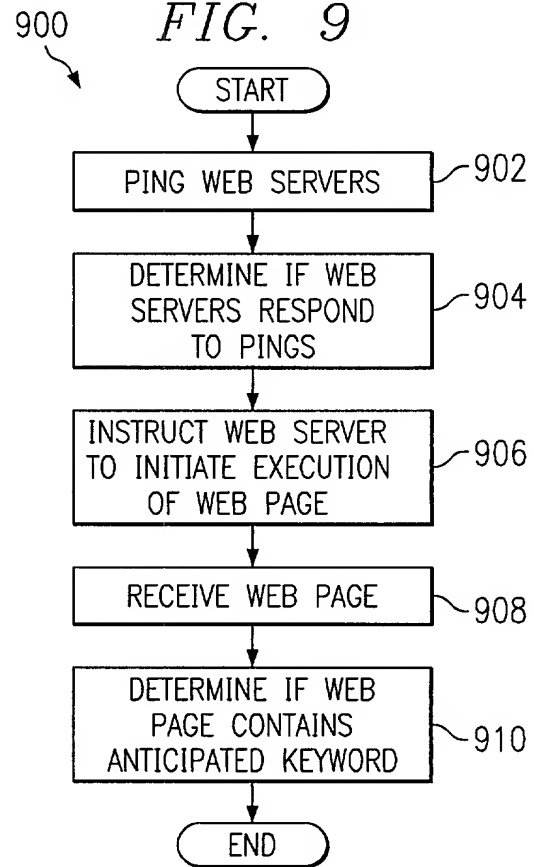 900
FIG. 9
START
PING WEB SERVERS
902
DETERMINE IF WEB
SERVERS RESPOND
TO PINGS
904
INSTRUCT WEB SERVER
TO INITIATE EXECUTION
OF WEB PAGE
906
RECEIVE WEB PAGE
908
DETERMINE IF WEB
PAGE CONTAINS
ANTICIPATED KEYWORD
910
END